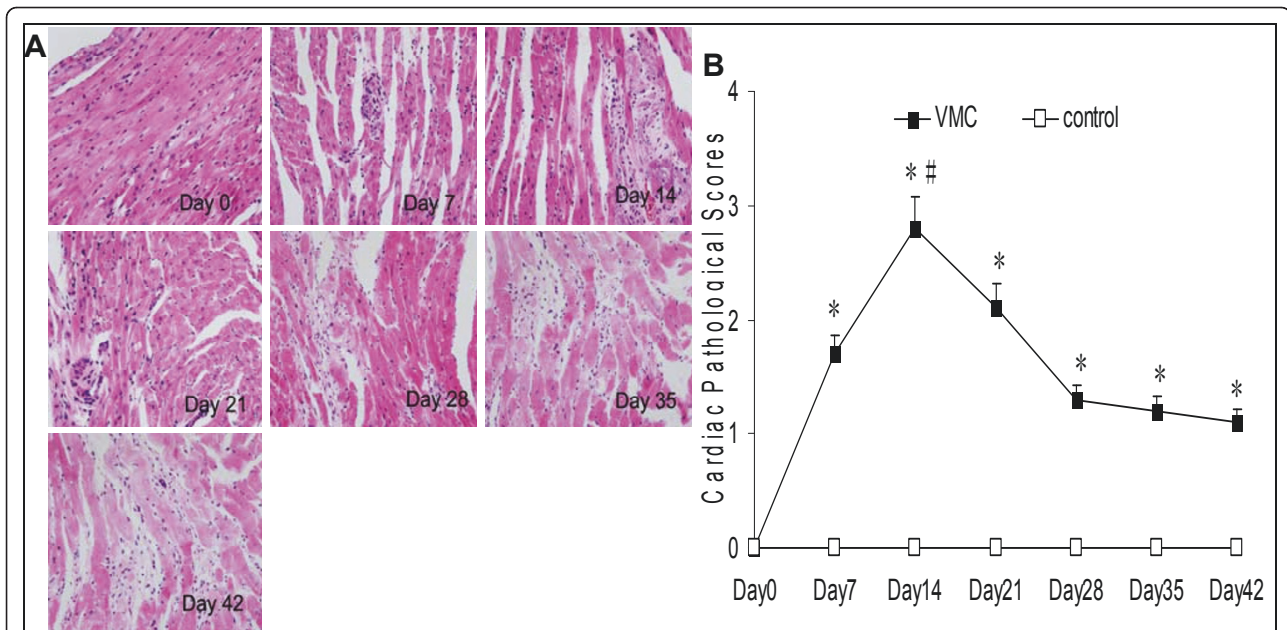 A
Day 0
Day 7
Day 14
Day 21
Day 28
Day 35
Day 42
B
Cardiac Pathological Scores
4
3
2
1
0
VMC control
*
* #
*
*
*
*
Day0 Day7 Day14 Day21 Day28 Day35 Day42